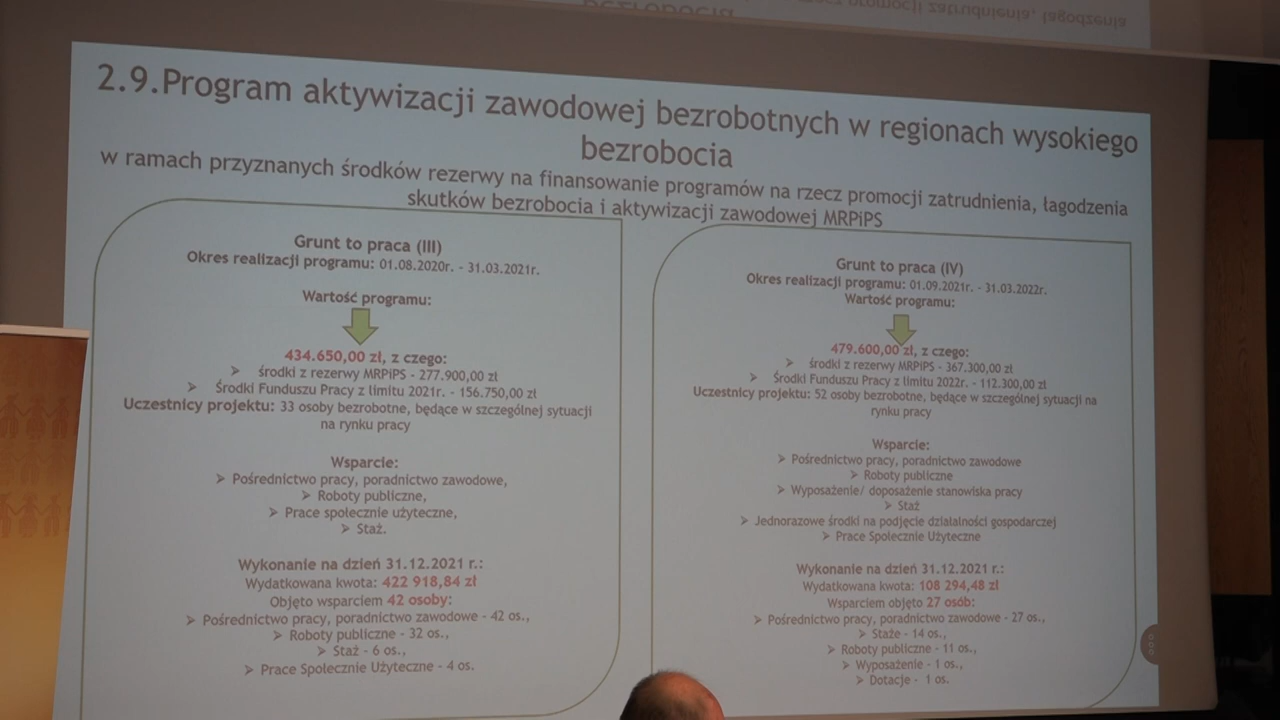 2.9.Program aktywizacji zawodowej bezrobotnych w regionach wysokiego
bezrobocia
w ramach przyznanych środków rezerwy na finansowanie programów na rzecz promocji zatrudnienia, łagodzenia
skutków bezrobocia i aktywizacji zawodowej MRPiPS
Grunt to praca (III)
Okres realizacji programu: 01.08.2020r. - 31.03.2021r.
Wartość programu:
434.650,00 zł, z czego:
➢ środki z rezerwy MRPiPS - 277.900,00 zł
➢ Środki Funduszu Pracy z limitu 2021r. - 156.750,00 zł
Uczestnicy projektu: 33 osoby bezrobotne, będące w szczególnej sytuacji
na rynku pracy
Wsparcie:
➢ Pośrednictwo pracy, poradnictwo zawodowe,
➢ Roboty publiczne,
➢ Prace społecznie użyteczne,
➢ Staż.
Wykonanie na dzień 31.12.2021 r.:
Wydatkowana kwota: 422 918,84 zł
Objęto wsparciem 42 osoby:
➢ Pośrednictwo pracy, poradnictwo zawodowe - 42 os.,
➢ Roboty publiczne - 32 os.,
➢ Staż - 6 os.,
➢ Prace Społecznie Użyteczne - 4 os.
Grunt to praca (IV)
Okres realizacji programu: 01.09.2021r. - 31.03.2022r.
Wartość programu:
479.600,00 zł, z czego:
➢ środki z rezerwy MRPiPS - 367.300,00 zł
➢ Środki Funduszu Pracy z limitu 2022r. - 112.300,00 zł
Uczestnicy projektu: 52 osoby bezrobotne, będące w szczególnej sytuacji na
rynku pracy
Wsparcie:
➢ Pośrednictwo pracy, poradnictwo zawodowe
➢ Roboty publiczne
➢ Wyposażenie/ doposażenie stanowiska pracy
➢ Staż
➢ Jednorazowe środki na podjęcie działalności gospodarczej
➢ Prace Społecznie Użyteczne
Wykonanie na dzień 31.12.2021 r.:
Wydatkowana kwota: 108 294,48 zł
Wsparciem objęto 27 osób:
➢ Pośrednictwo pracy, poradnictwo zawodowe - 27 os.,
➢ Staże - 14 os.,
➢ Roboty publiczne - 11 os.,
➢ Wyposażenie - 1 os.,
➢ Dotacje - 1 os.